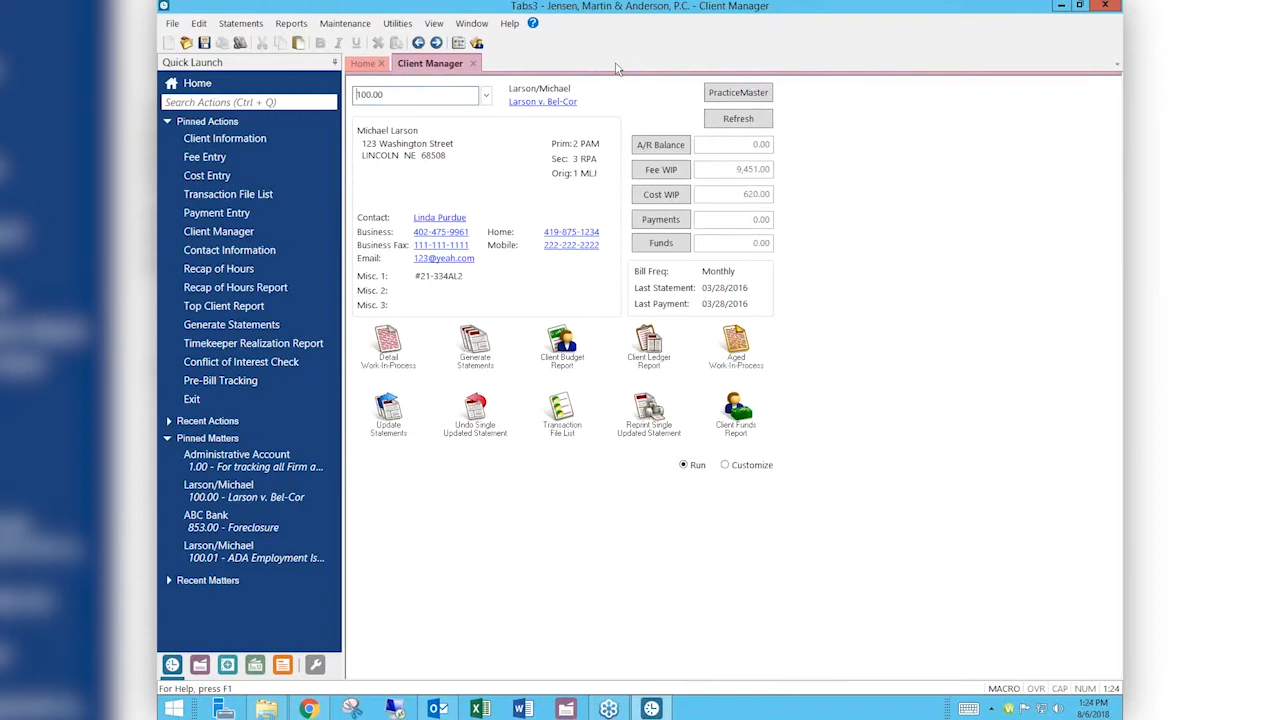 Tabs3 - Jensen, Martin & Anderson, P.C. - Client Manager
File Edit Statements Reports Maintenance Utilities View Window Help
Quick Launch
Home Client Manager
Home
Search Actions (Ctrl + Q)
Pinned Actions
Client Information
Fee Entry
Cost Entry
Transaction File List
Payment Entry
Client Manager
Contact Information
Recap of Hours
Recap of Hours Report
Top Client Report
Generate Statements
Timekeeper Realization Report
Conflict of Interest Check
Pre-Bill Tracking
Exit
Recent Actions
Pinned Matters
Administrative Account
1.00 - For tracking all Firm a...
Larson/Michael
100.00 - Larson v. Bel-Cor
ABC Bank
853.00 - Foreclosure
Larson/Michael
100.01 - ADA Employment Is...
Recent Matters
100.00
Larson/Michael
Larson v. Bel-Cor
PracticeMaster
Refresh
Michael Larson
123 Washington Street
LINCOLN NE 68508
Prim: 2 PAM
Sec: 3 RPA
Orig: 1 MLJ
Contact: Linda Purdue
Business: 402-475-9961 Home: 419-875-1234
Business Fax: 111-111-1111 Mobile: 222-222-2222
Email: 123@yeah.com
Misc. 1: #21-334AL2
Misc. 2:
Misc. 3:
A/R Balance 0.00
Fee WIP 9,451.00
Cost WIP 620.00
Payments 0.00
Funds 0.00
Bill Freq: Monthly
Last Statement: 03/28/2016
Last Payment: 03/28/2016
Detail Work-In-Process
Generate Statements
Client Budget Report
Client Ledger Report
Aged Work-In-Process
Update Statements
Undo Single Updated Statement
Transaction File List
Reprint Single Updated Statement
Client Funds Report
Run Customize
For Help, press F1
MACRO OVR CAP NUM 1:24
1:24 PM
8/6/2018